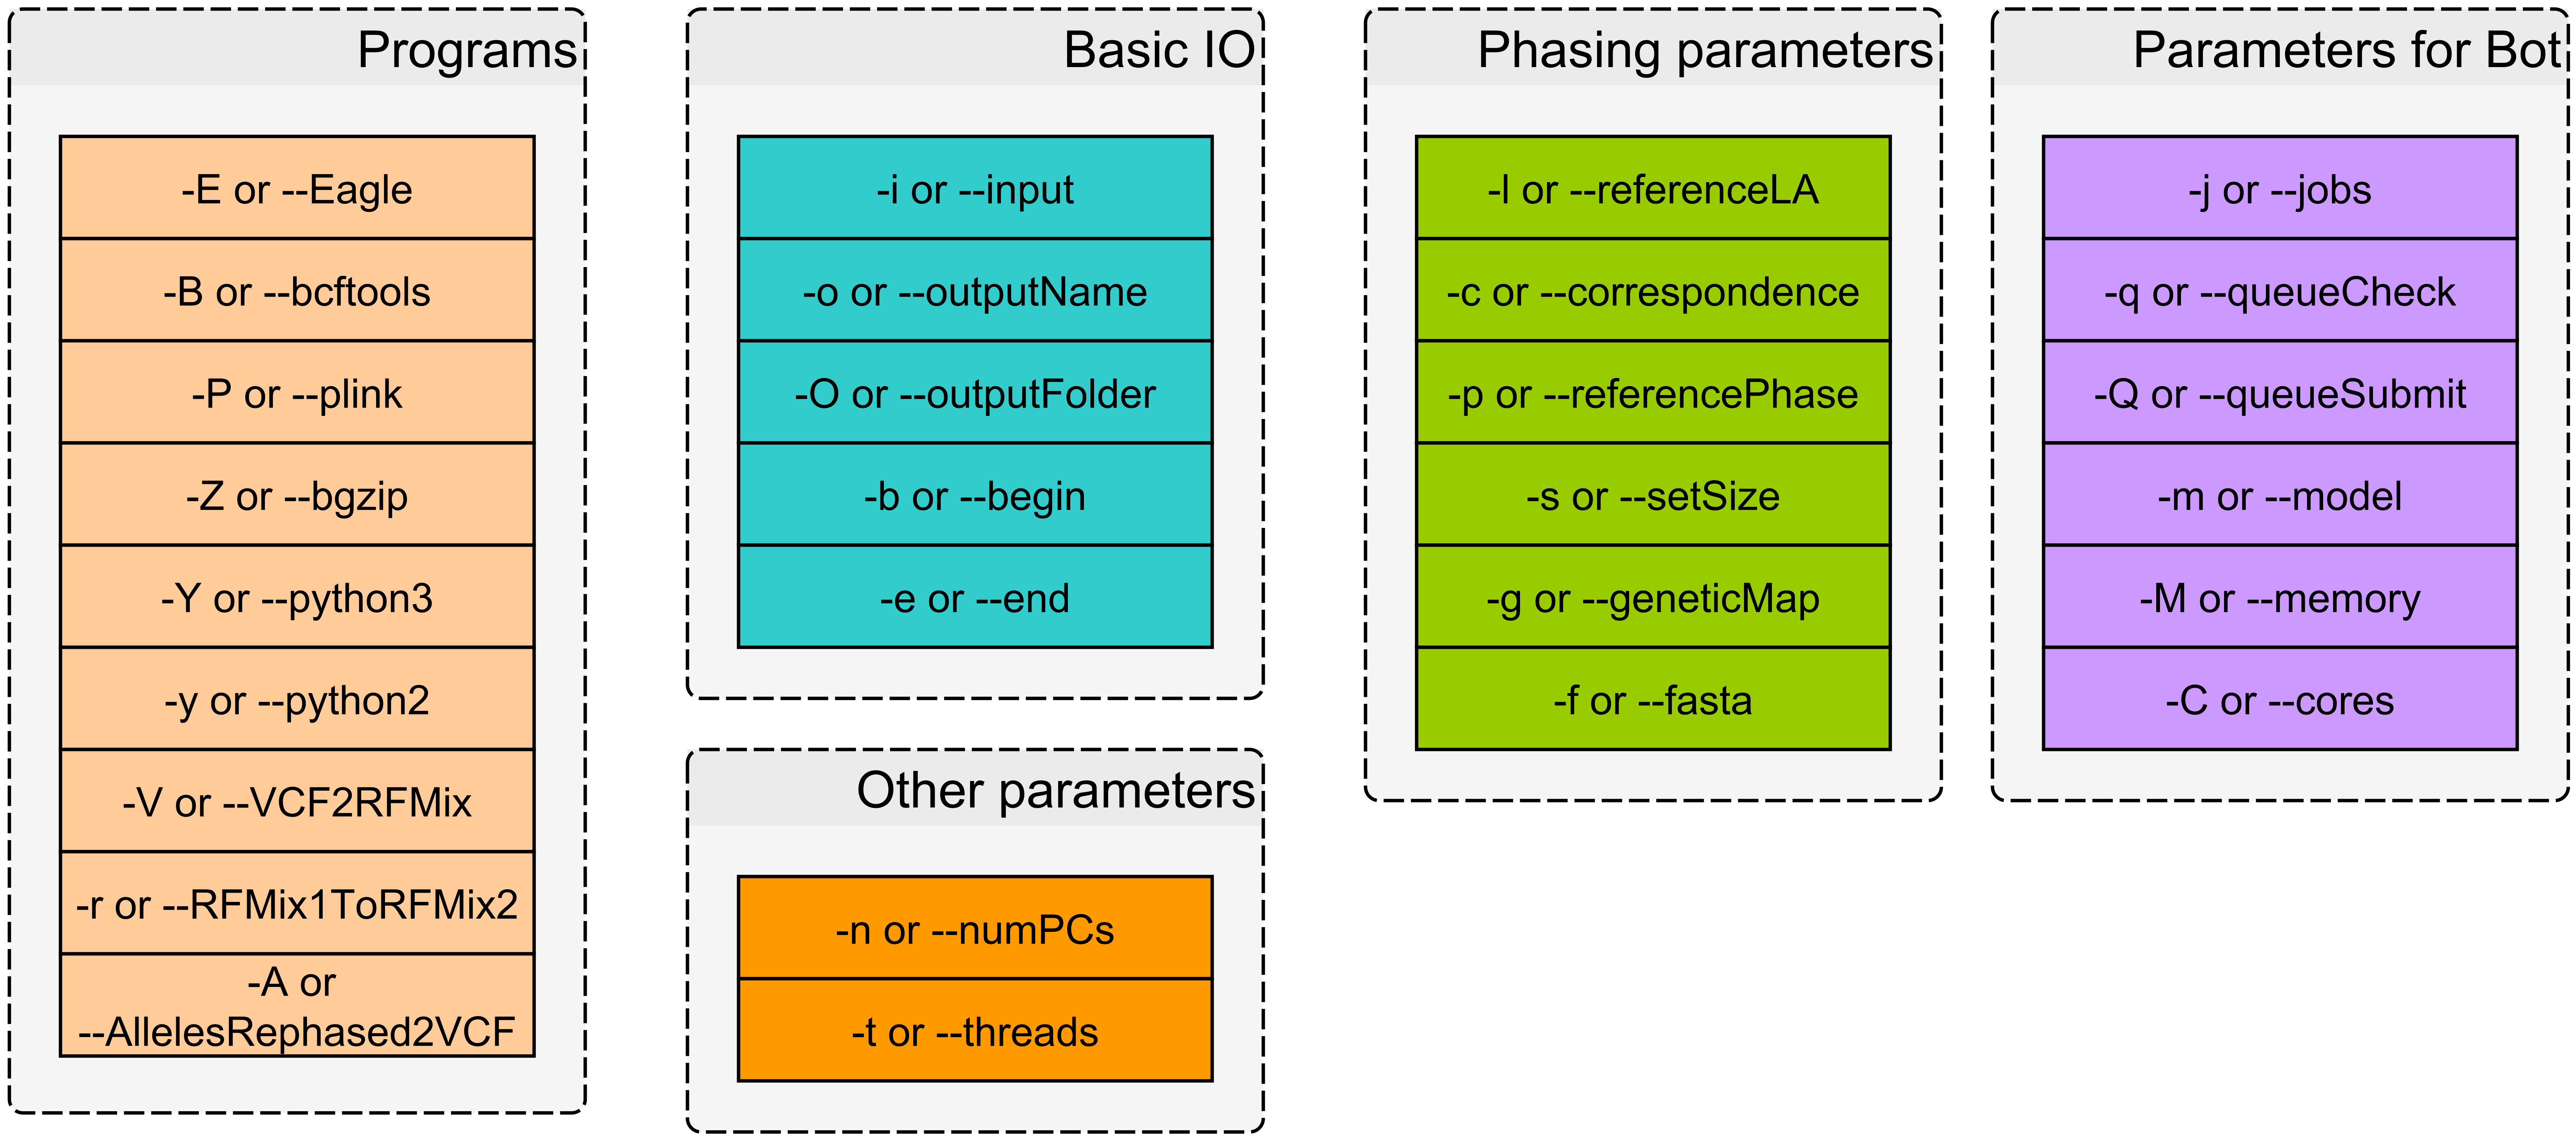 Programs
-E or --Eagle
-B or --bcftools
-P or --plink
-Z or --bgzip
-Y or --python3
-y or --python2
-V or --VCF2RFMix
-r or --RFMix1ToRFMix2
-A or
--AllelesRephased2VCF
Basic IO
-i or --input
-o or --outputName
-O or --outputFolder
-b or --begin
-e or --end
Other parameters
-n or --numPCs
-t or --threads
Phasing parameters
-l or --referenceLA
-c or --correspondence
-p or --referencePhase
-s or --setSize
-g or --geneticMap
-f or --fasta
Parameters for Bot
-j or --jobs
-q or --queueCheck
-Q or --queueSubmit
-m or --model
-M or --memory
-C or --cores